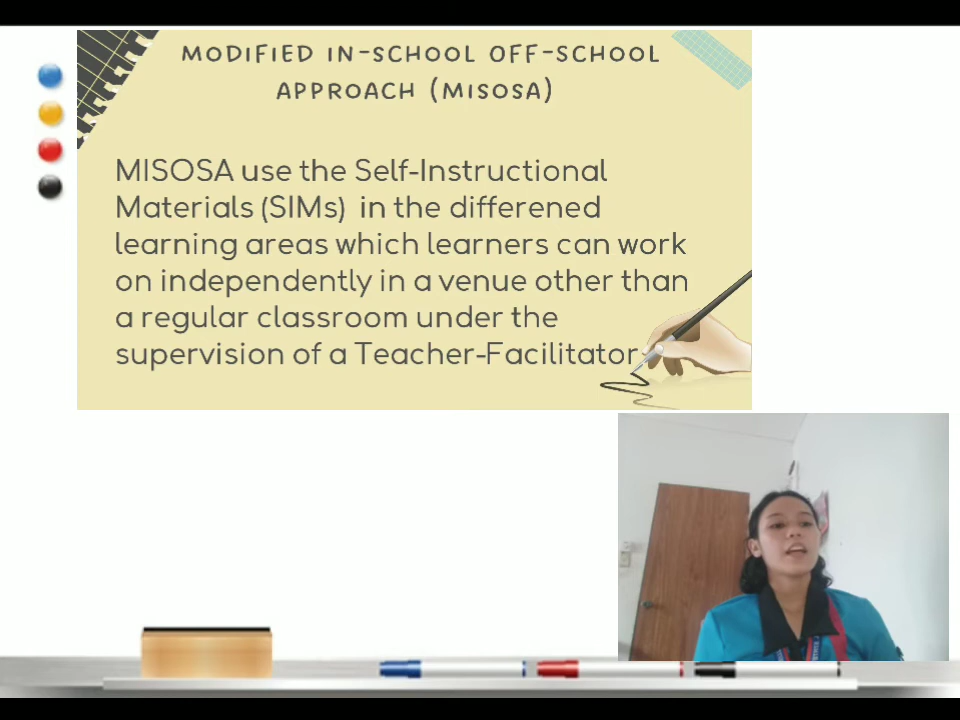 MODIFIED IN-SCHOOL OFF-SCHOOL
APPROACH (MISOSA)
MISOSA use the Self-Instructional
Materials (SIMs) in the differened
learning areas which learners can work
on independently in a venue other than
a regular classroom under the
supervision of a Teacher-Facilitator